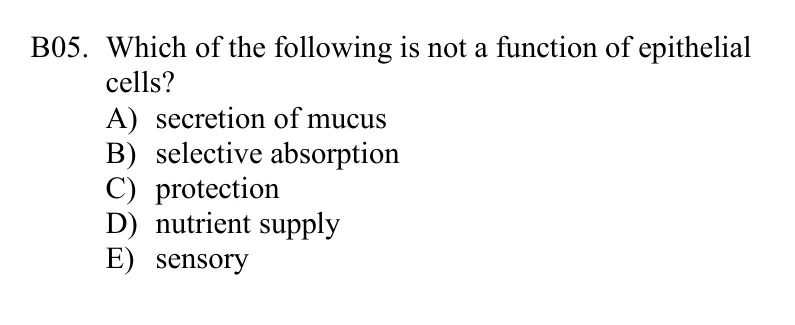 B05. Which of the following is not a function of epithelial
cells?
A) secretion of mucus
B) selective absorption
C) protection
D) nutrient supply
E) sensory